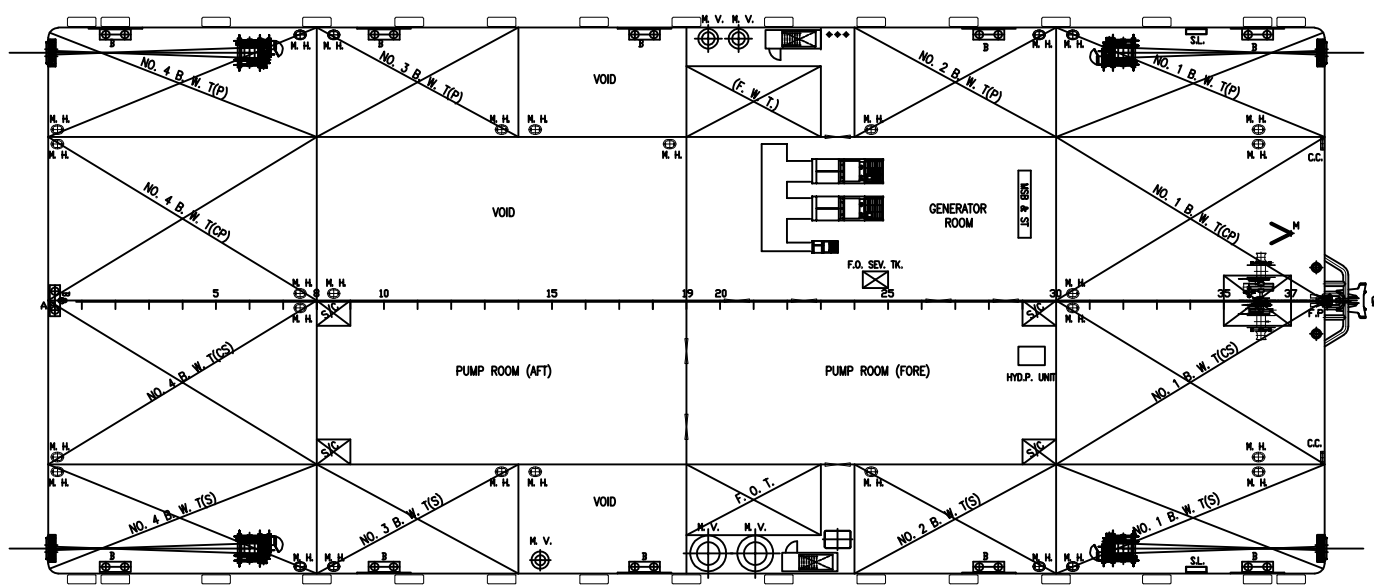 M. V. M. V.
B M. H. M. H. B B B M. H. M. H. S.L. B
NO. 4 B. W. T(P)
NO. 3 B. W. T(P)
VOID
(F. W. T.)
NO. 2 B. W. T(P)
NO. 1 B. W. T(P)
M. H. M. H. M. H. M. H. M. H.
M. H. M. H. M. H. C.C.
NO. 4 B. W. T(CP)
VOID
GENERATOR
ROOM
MSB & ST
NO. 1 B. W. T(CP)
M
F.O. SEV. TK.
M. H. M. H. M. H.
5 8 10 15 19 20 25 30 35 37
M. H. S/C S/C M. H. F.P
NO. 4 B. W. T(CS)
PUMP ROOM (AFT)
PUMP ROOM (FORE)
HYD.P. UNIT
NO. 1 B. W. T(CS)
M. H. S/C S/C M. H. C.C.
M. H. M. H. M. H. M. H. M. H.
NO. 4 B. W. T(S)
NO. 3 B. W. T(S)
VOID
F. O. T.
NO. 2 B. W. T(S)
NO. 1 B. W. T(S)
M. V. M. V. M. V.
B M. H. M. H. B B B M. H. M. H. S.L. B